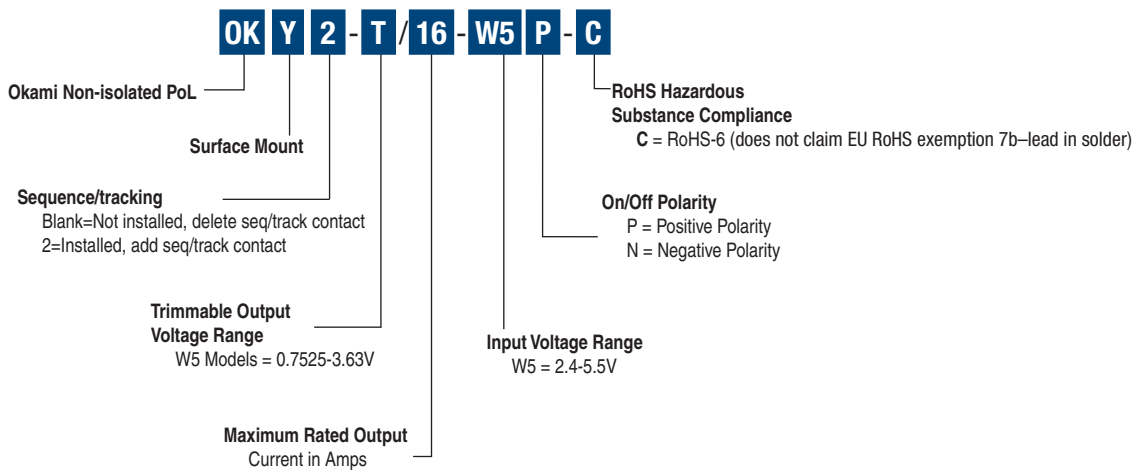 OK Y 2 - T / 16 - W5 P - C
Okami Non-isolated PoL
Surface Mount
Sequence/tracking
Blank=Not installed, delete seq/track contact
2=Installed, add seq/track contact
Trimmable Output
Voltage Range
W5 Models = 0.7525-3.63V
Maximum Rated Output
Current in Amps
Input Voltage Range
W5 = 2.4-5.5V
On/Off Polarity
P = Positive Polarity
N = Negative Polarity
RoHS Hazardous
Substance Compliance
C = RoHS-6 (does not claim EU RoHS exemption 7b–lead in solder)